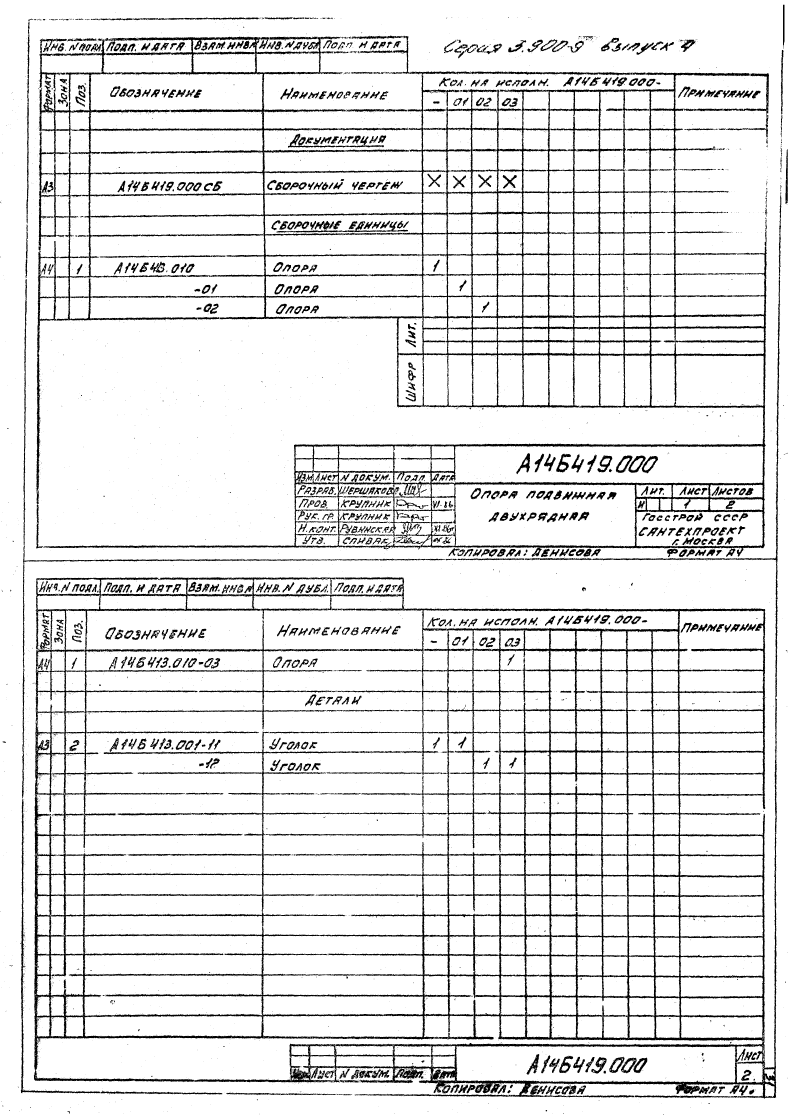 Серия 3.900-9 Выпуск 4
Инв. N подл. Подп. и дата Взам. инв. N Инв. N дубл. Подп. и дата
Формат Зона Поз. Обозначение Наименование Кол. на исполн. А14Б419.000- Примечание
- 01 02 03
Документация
А3 А14Б419.000 СБ Сборочный чертеж X X X X
Сборочные единицы
А4 1 А14Б413.010 Опора 1
-01 Опора 1
-02 Опора 1
Лит.
Шифр
А14Б419.000
Изм. Лист N докум. Подп. Дата
Разраб. Шершакова
Пров. Крупник XI.86
Рук. гр. Крупник
Н. конт. Рувинская XI.86г
Утв. Спивак
Опора подвижная
двухрядная
Лит. Лист Листов
И 1 2
Госстрой СССР
Сантехпроект
г. Москва
Копировал: Денисова Формат А4
Инв. N подл. Подп. и дата Взам. инв. N Инв. N дубл. Подп. и дата
Формат Зона Поз. Обозначение Наименование Кол. на исполн. А14Б419.000- Примечание
- 01 02 03
А4 1 А14Б413.010-03 Опора 1
Детали
А3 2 А14Б413.001-11 Уголок 1 1
-12 Уголок 1 1
Изм. Лист N докум. Подп. Дата
А14Б419.000
Лист
2
Копировал: Денисова Формат А4